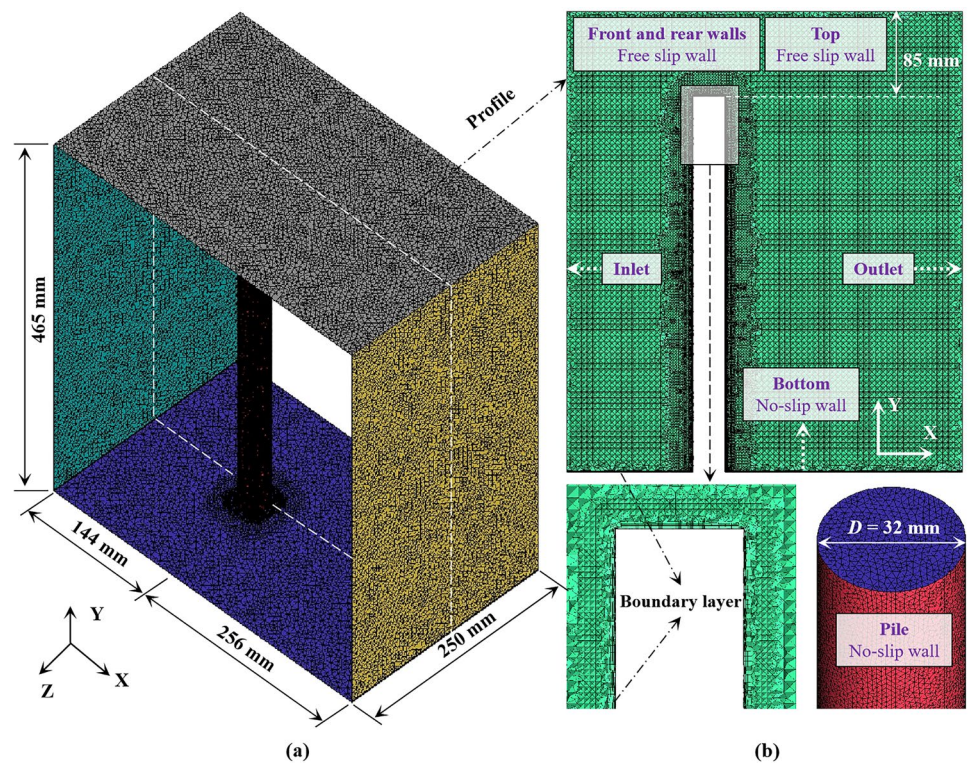 465 mm
144 mm
256 mm
250 mm
Y
Z
X
(a)
Profile
Front and rear walls
Free slip wall
Top
Free slip wall
85 mm
Inlet
Outlet
Bottom
No-slip wall
Y
X
Boundary layer
D = 32 mm
Pile
No-slip wall
(b)